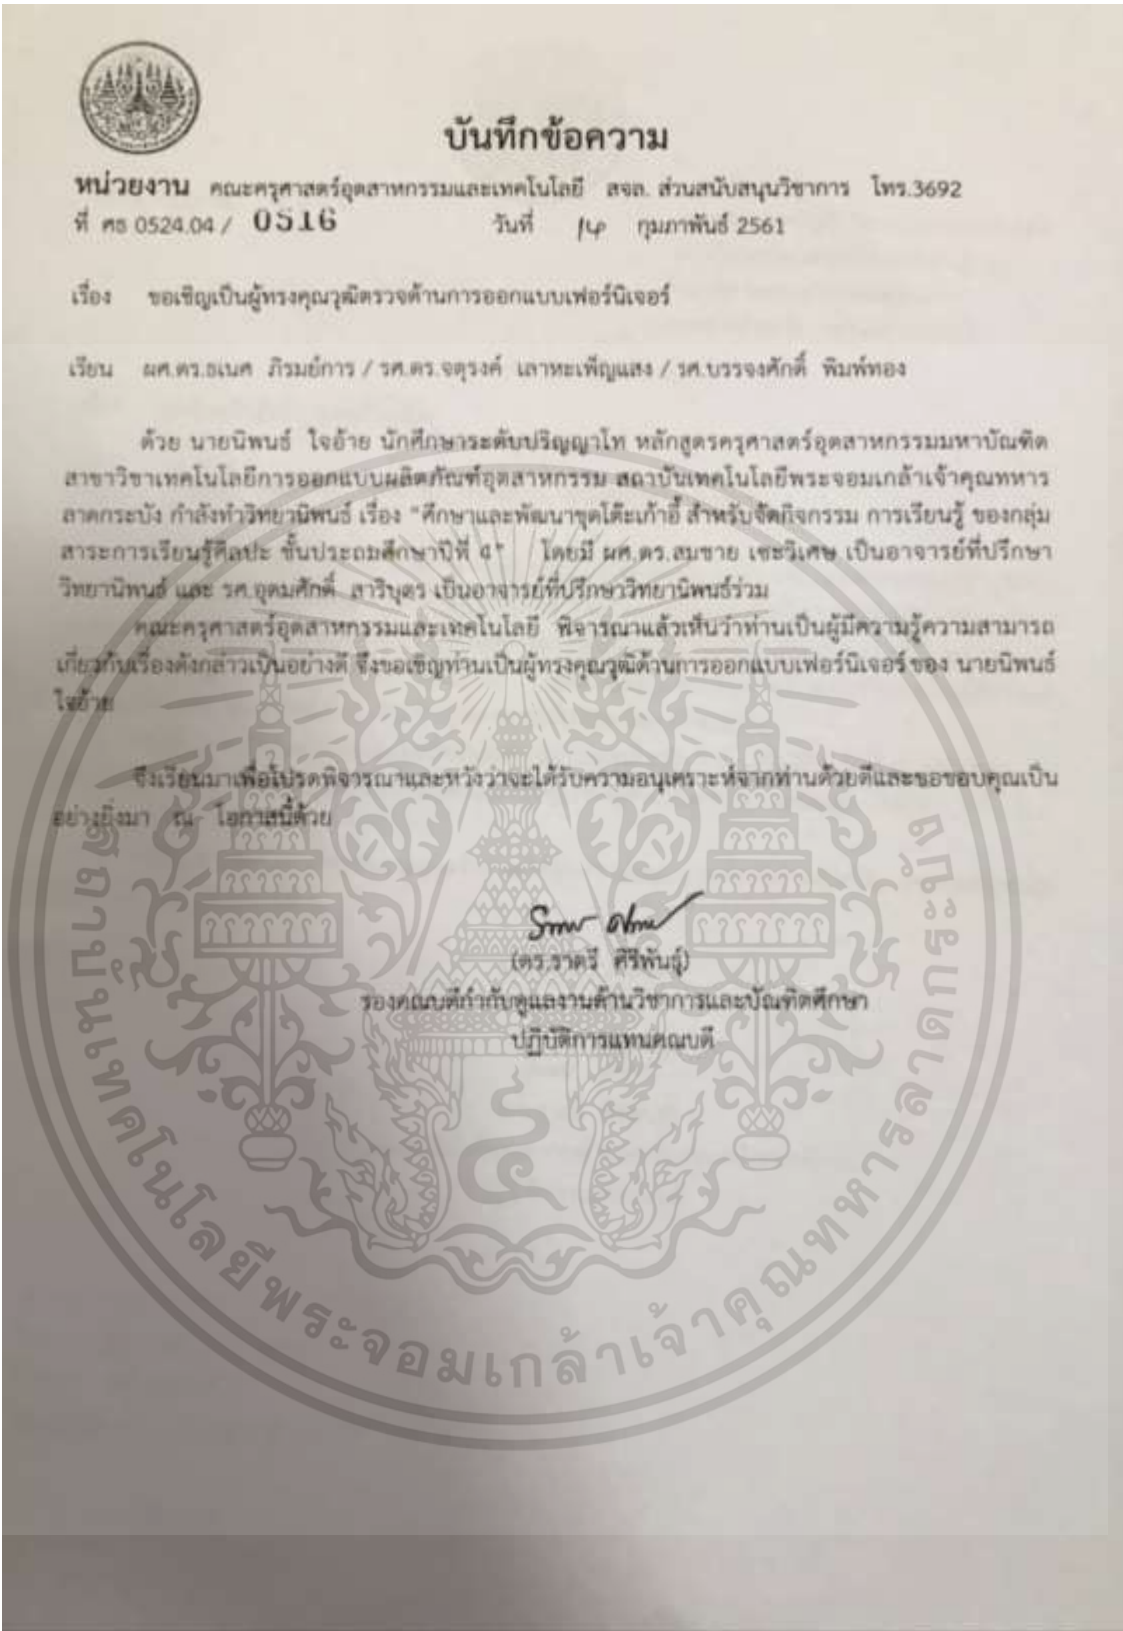 บันทึกข้อความ
หน่วยงาน คณะครุศาสตร์อุตสาหกรรมและเทคโนโลยี สจล. ส่วนสนับสนุนวิชาการ โทร.3692
ที่ ศธ 0524.04 / 0516 วันที่ 14 กุมภาพันธ์ 2561
เรื่อง ขอเชิญเป็นผู้ทรงคุณวุฒิตรวจด้านการออกแบบเฟอร์นิเจอร์
เรียน ผศ.ดร.ธเนศ ภิรมย์การ / รศ.ดร.จตุรงค์ เลาหะเพ็ญแสง / รศ.บรรจงศักดิ์ พิมพ์ทอง
ด้วย นายนิพนธ์ ใจอ้าย นักศึกษาระดับปริญญาโท หลักสูตรครุศาสตร์อุตสาหกรรมมหาบัณฑิต
สาขาวิชาเทคโนโลยีการออกแบบผลิตภัณฑ์อุตสาหกรรม สถาบันเทคโนโลยีพระจอมเกล้าเจ้าคุณทหาร
ลาดกระบัง กำลังทำวิทยานิพนธ์ เรื่อง "ศึกษาและพัฒนาชุดโต๊ะเก้าอี้ สำหรับจัดกิจกรรม การเรียนรู้ ของกลุ่ม
สาระการเรียนรู้ศิลปะ ชั้นประถมศึกษาปีที่ 4" โดยมี ผศ.ดร.สมชาย เซะวิเศษ เป็นอาจารย์ที่ปรึกษา
วิทยานิพนธ์ และ รศ.อุดมศักดิ์ สาริบุตร เป็นอาจารย์ที่ปรึกษาวิทยานิพนธ์ร่วม
คณะครุศาสตร์อุตสาหกรรมและเทคโนโลยี พิจารณาแล้วเห็นว่าท่านเป็นผู้มีความรู้ความสามารถ
เกี่ยวกับเรื่องดังกล่าวเป็นอย่างดี จึงขอเชิญท่านเป็นผู้ทรงคุณวุฒิด้านการออกแบบเฟอร์นิเจอร์ ของ นายนิพนธ์
ใจอ้าย
จึงเรียนมาเพื่อโปรดพิจารณาและหวังว่าจะได้รับความอนุเคราะห์จากท่านด้วยดีและขอขอบคุณเป็น
อย่างยิ่งมา ณ โอกาสนี้ด้วย
(ดร.ราตรี ศิริพันธุ์)
รองคณบดีกำกับดูแลงานด้านวิชาการและบัณฑิตศึกษา
ปฏิบัติการแทนคณบดี
๔
สถาบันเทคโนโลยีพระจอมเกล้าเจ้าคุณทหารลาดกระบัง